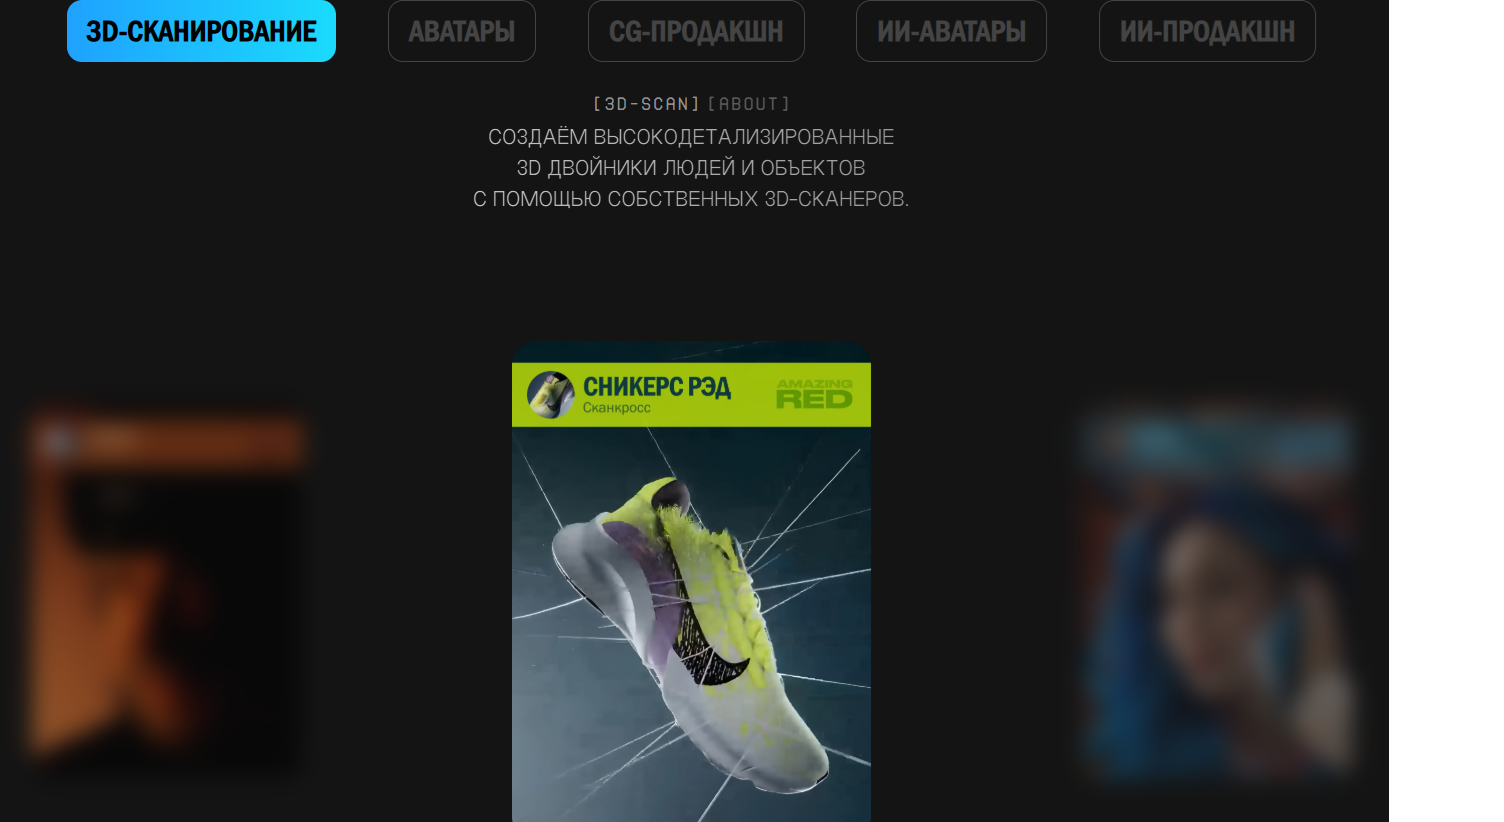 3D-СКАНИРОВАНИЕ
АВАТАРЫ
CG-ПРОДАКШН
ИИ-АВАТАРЫ
ИИ-ПРОДАКШН
[3D-SCAN] [ABOUT]
СОЗДАЁМ ВЫСОКОДЕТАЛИЗИРОВАННЫЕ
3D ДВОЙНИКИ ЛЮДЕЙ И ОБЪЕКТОВ
С ПОМОЩЬЮ СОБСТВЕННЫХ 3D-СКАНЕРОВ.
СНИКЕРС РЭД
Сканкросс
AMAZING
RED